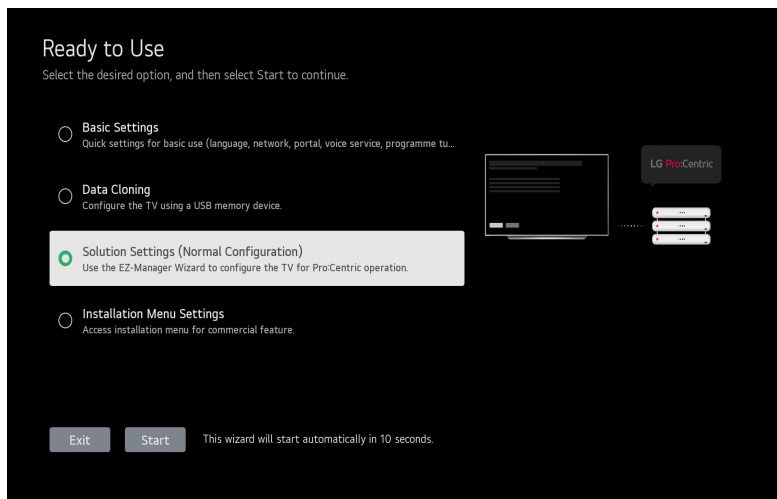 Ready to Use
Select the desired option, and then select Start to continue.
Basic Settings
Quick settings for basic use (language, network, portal, voice service, programme tu...
Data Cloning
Configure the TV using a USB memory device.
LG Pro:Centric
Solution Settings (Normal Configuration)
Use the EZ-Manager Wizard to configure the TV for Pro:Centric operation.
Installation Menu Settings
Access installation menu for commercial feature.
Exit
Start
This wizard will start automatically in 10 seconds.